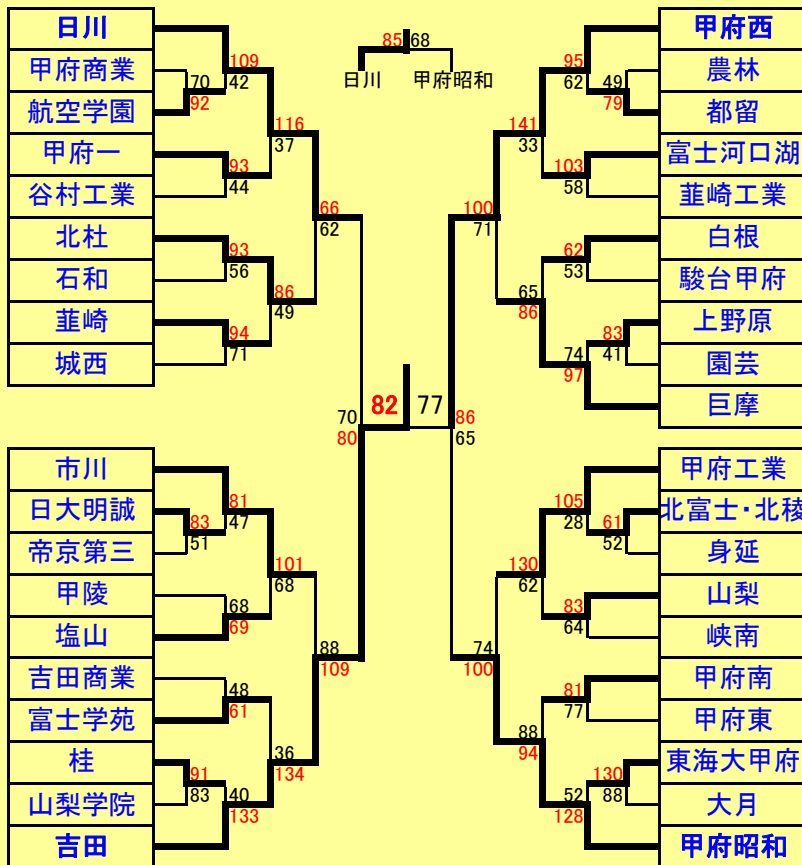 日川
甲府商業
航空学園
甲府一
谷村工業
北杜
石和
韮崎
城西
109
42
70
92
116
37
93
44
66
62
93
56
86
49
94
71
85 68
日川 甲府昭和
甲府西
農林
都留
富士河口湖
韮崎工業
白根
駿台甲府
上野原
園芸
巨摩
95
62
49
79
141
33
103
58
100
71
62
53
65
86
83
41
74
97
70
80
82 77
86
65
市川
日大明誠
帝京第三
甲陵
塩山
吉田商業
富士学苑
桂
山梨学院
吉田
81
47
83
51
101
68
68
69
88
109
48
61
36
134
91
83
40
133
甲府工業
北富士・北稜
身延
山梨
峡南
甲府南
甲府東
東海大甲府
大月
甲府昭和
105
28
61
52
130
62
83
64
74
100
81
77
88
94
130
88
52
128